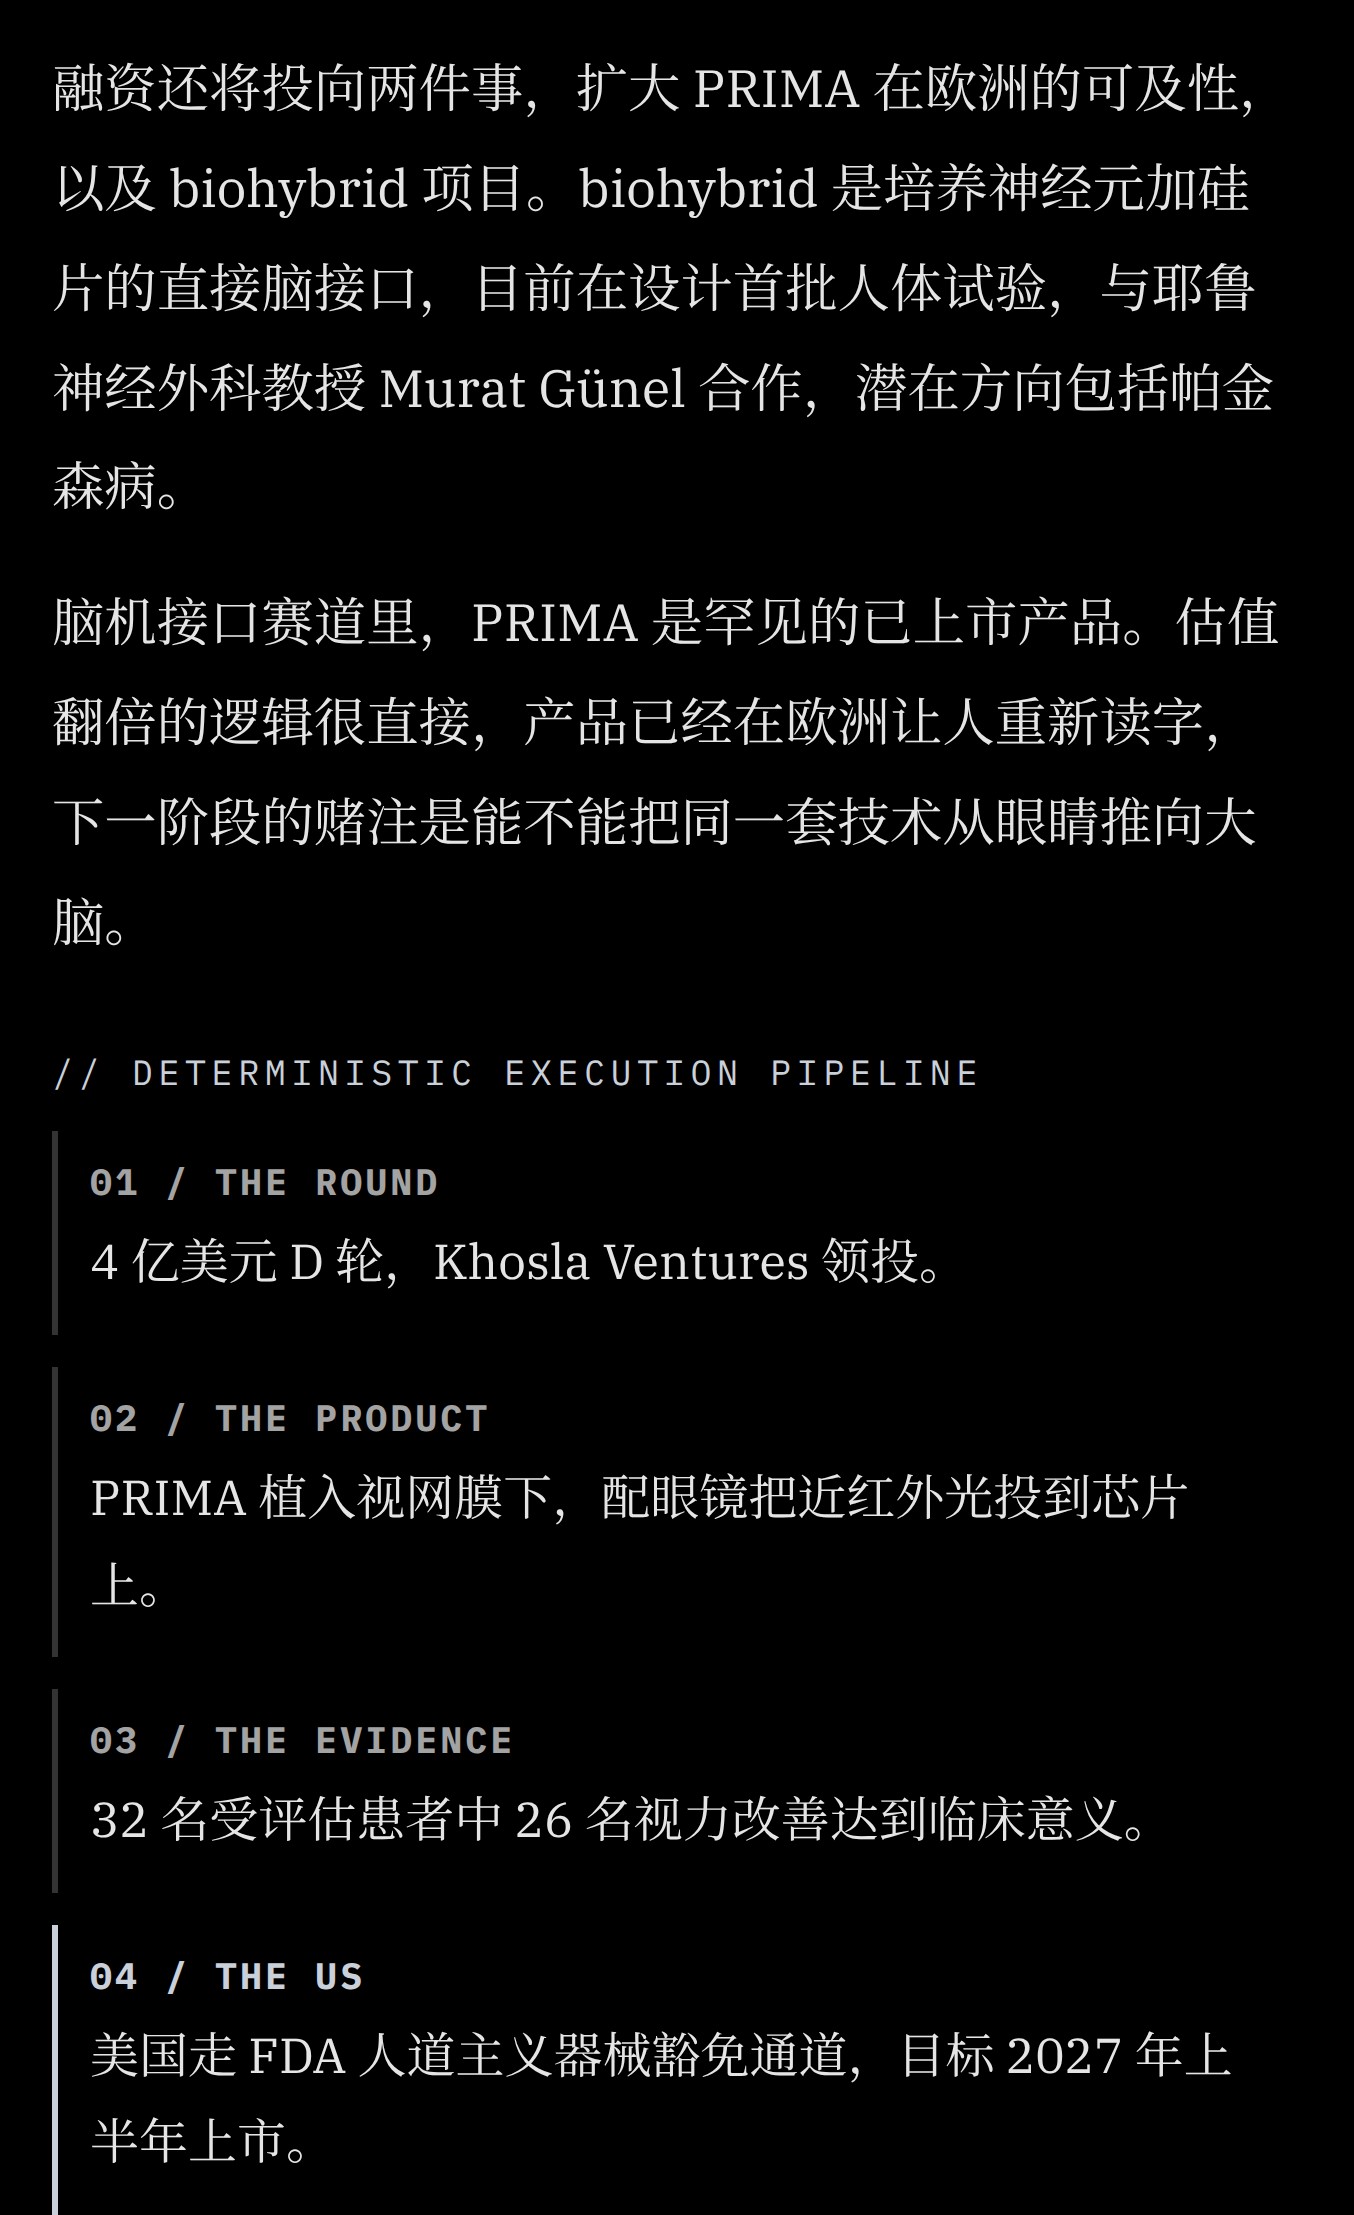 融资还将投向两件事，扩大 PRIMA 在欧洲的可及性，
以及 biohybrid 项目。biohybrid 是培养神经元加硅
片的直接脑接口，目前在设计首批人体试验，与耶鲁
神经外科教授 Murat Günel 合作，潜在方向包括帕金
森病。
脑机接口赛道里，PRIMA 是罕见的已上市产品。估值
翻倍的逻辑很直接，产品已经在欧洲让人重新读字，
下一阶段的赌注是能不能把同一套技术从眼睛推向大
脑。
// DETERMINISTIC EXECUTION PIPELINE
01 / THE ROUND
4 亿美元 D 轮，Khosla Ventures 领投。
02 / THE PRODUCT
PRIMA 植入视网膜下，配眼镜把近红外光投到芯片
上。
03 / THE EVIDENCE
32 名受评估患者中 26 名视力改善达到临床意义。
04 / THE US
美国走 FDA 人道主义器械豁免通道，目标 2027 年上
半年上市。